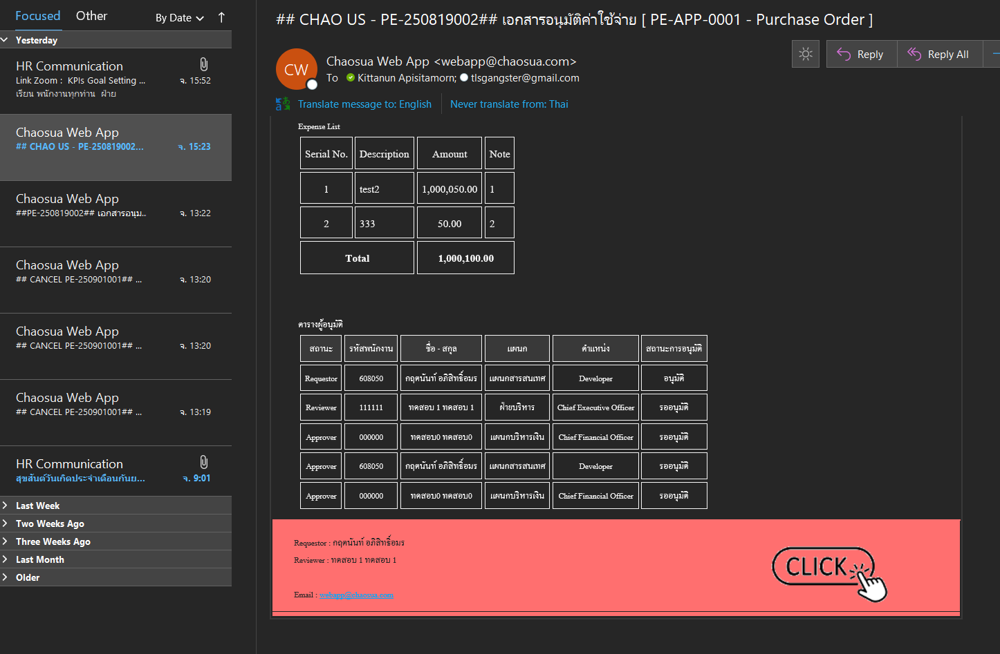 Focused Other By Date
Yesterday
HR Communication
Link Zoom : KPIs Goal Setting ... จ. 15:52
เรียน พนักงานทุกท่าน ฝ่าย
Chaosua Web App
## CHAO US - PE-250819002... จ. 15:23
Chaosua Web App
##PE-250819002## เอกสารอนุม.. จ. 13:22
Chaosua Web App
## CANCEL PE-250901001## ... จ. 13:20
Chaosua Web App
## CANCEL PE-250901001## ... จ. 13:20
Chaosua Web App
## CANCEL PE-250901001## ... จ. 13:19
HR Communication
สุขสันต์วันเกิดประจำเดือนกันย... จ. 9:01
Last Week
Two Weeks Ago
Three Weeks Ago
Last Month
Older
## CHAO US - PE-250819002## เอกสารอนุมัติค่าใช้จ่าย [ PE-APP-0001 - Purchase Order ]
CW
Chaosua Web App <webapp@chaosua.com>
To Kittanun Apisitamorn; tlsgangster@gmail.com
Reply Reply All
Translate message to: English Never translate from: Thai
Expense List
Serial No. Description Amount Note
1 test2 1,000,050.00 1
2 333 50.00 2
Total 1,000,100.00
ตารางผู้อนุมัติ
สถานะ รหัสพนักงาน ชื่อ - สกุล แผนก ตำแหน่ง สถานะการอนุมัติ
Requestor 608050 กฤตนันท์ อภิสิทธิ์อมร แผนกสารสนเทศ Developer อนุมัติ
Reviewer 111111 ทดสอบ 1 ทดสอบ 1 ฝ่ายบริหาร Chief Executive Officer รออนุมัติ
Approver 000000 ทดสอบ0 ทดสอบ0 แผนกบริหารเงิน Chief Financial Officer รออนุมัติ
Approver 608050 กฤตนันท์ อภิสิทธิ์อมร แผนกสารสนเทศ Developer รออนุมัติ
Approver 000000 ทดสอบ0 ทดสอบ0 แผนกบริหารเงิน Chief Financial Officer รออนุมัติ
Requestor : กฤตนันท์ อภิสิทธิ์อมร
Reviewer : ทดสอบ 1 ทดสอบ 1
CLICK
Email : webapp@chaosua.com